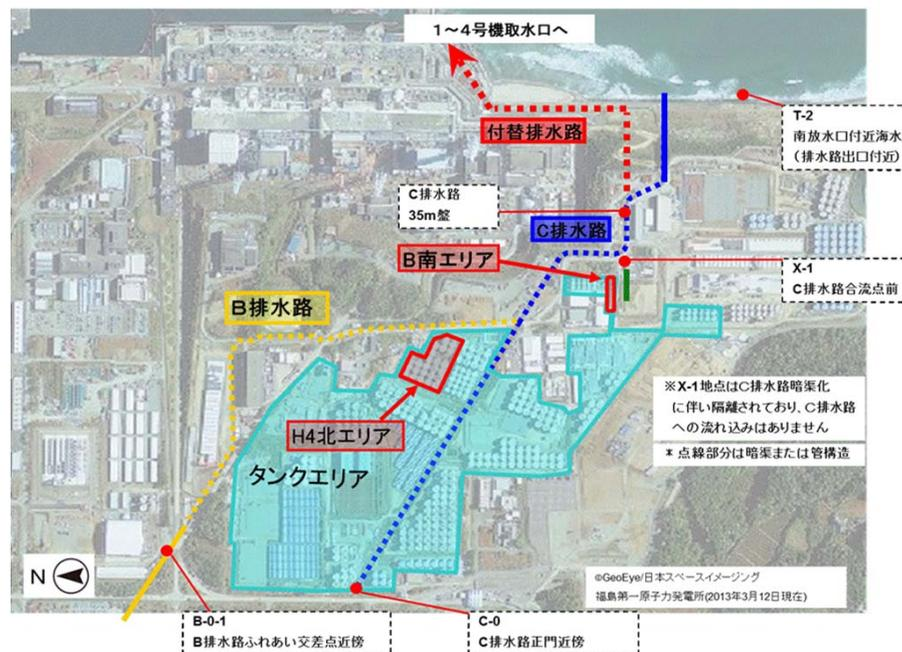 1～4号機取水口へ
付替排水路
T-2
南放水口付近海水
（排水路出口付近）
C排水路
35m盤
C排水路
B南エリア
X-1
C排水路合流点前
B排水路
※X-1地点はC排水路暗渠化
に伴い隔離されており、C排水路
への流れ込みはありません
* 点線部分は暗渠または管構造
H4北エリア
タンクエリア
N
©GeoEye/日本スペースイメージング
福島第一原子力発電所(2013年3月12日現在)
B-0-1
B排水路ふれあい交差点近傍
C-0
C排水路正門近傍